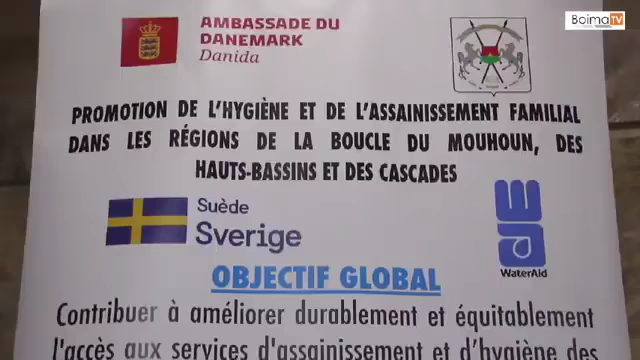 Boima TV
AMBASSADE DU
DANEMARK
Danida
PROMOTION DE L'HYGIÈNE ET DE L'ASSAINISSEMENT FAMILIAL
DANS LES RÉGIONS DE LA BOUCLE DU MOUHOUN, DES
HAUTS-BASSINS ET DES CASCADES
Suède
Sverige
WaterAid
OBJECTIF GLOBAL
Contribuer à améliorer durablement et équitablement
l'accès aux services d'assainissement et d'hygiène des